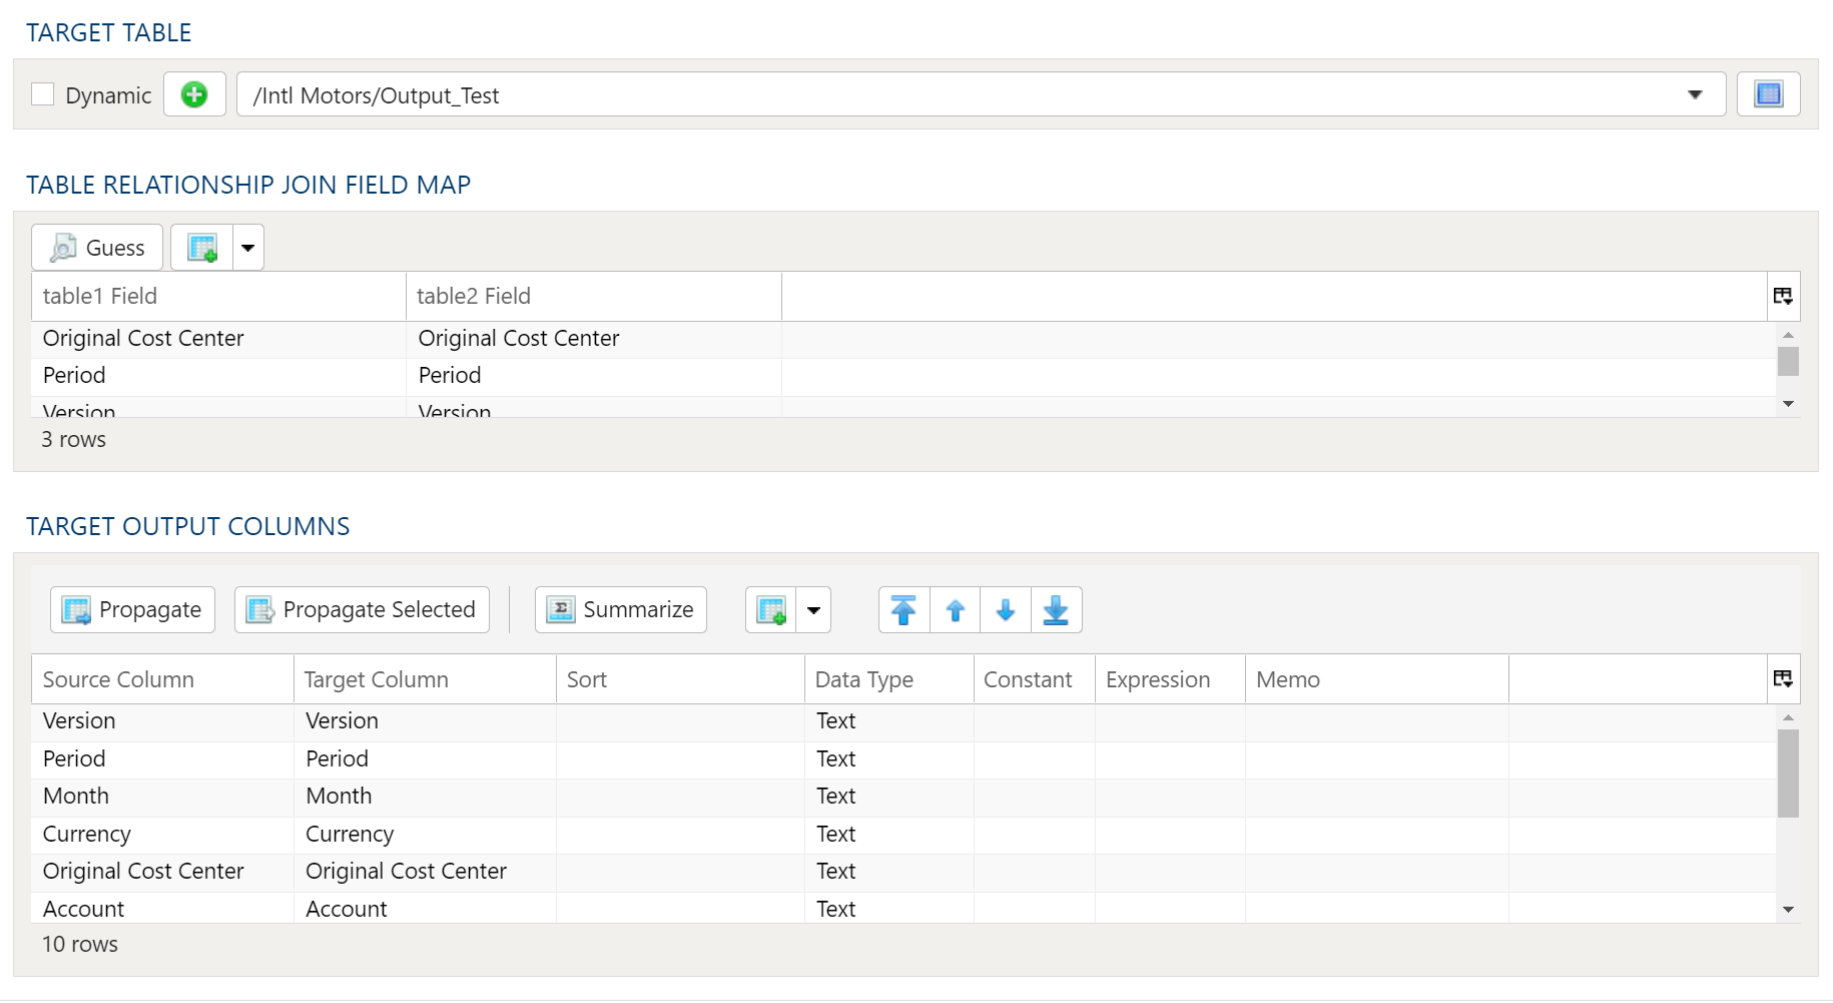 TARGET TABLE
Dynamic /Intl Motors/Output_Test
TABLE RELATIONSHIP JOIN FIELD MAP
Guess
table1 Field table2 Field
Original Cost Center Original Cost Center
Period Period
Version Version
3 rows
TARGET OUTPUT COLUMNS
Propagate Propagate Selected Summarize
Source Column Target Column Sort Data Type Constant Expression Memo
Version Version Text
Period Period Text
Month Month Text
Currency Currency Text
Original Cost Center Original Cost Center Text
Account Account Text
10 rows